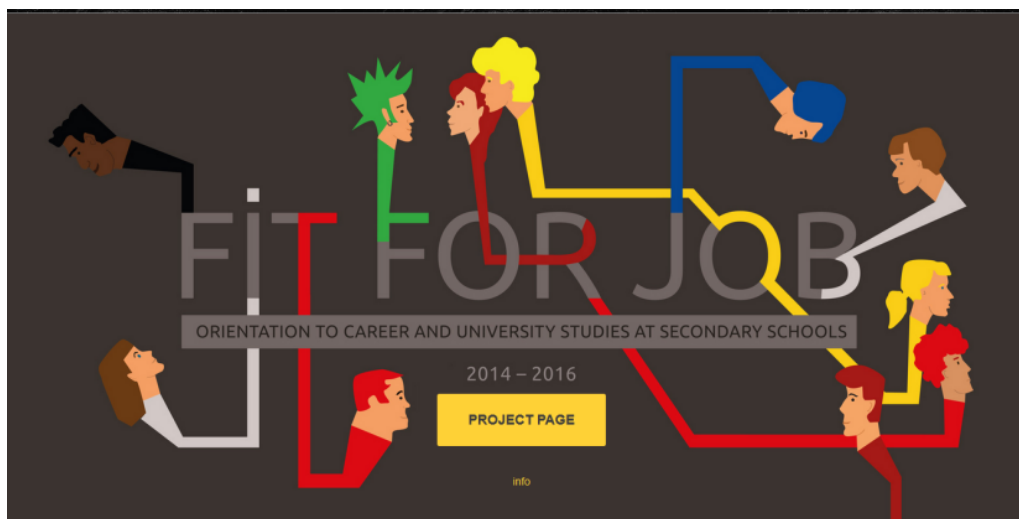 FiT FOR JOB
ORIENTATION TO CAREER AND UNIVERSITY STUDIES AT SECONDARY SCHOOLS
2014 – 2016
PROJECT PAGE
info